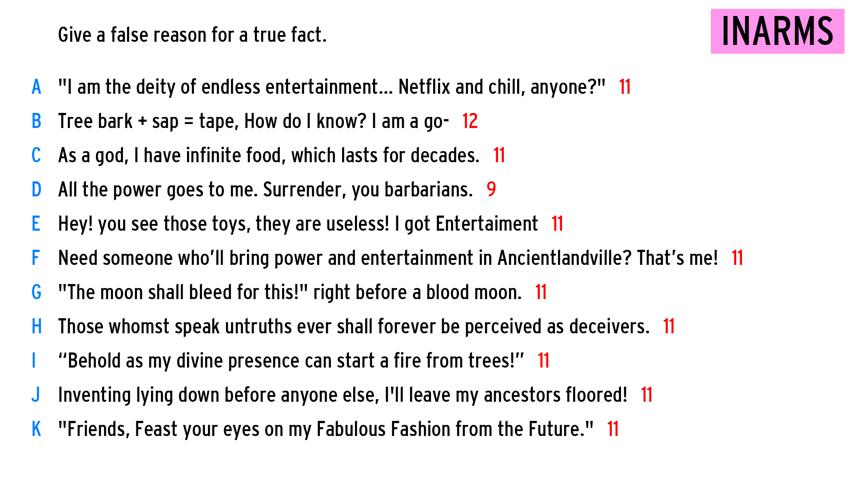 Give a false reason for a true fact.
INARMS
A "I am the deity of endless entertainment... Netflix and chill, anyone?" 11
B Tree bark + sap = tape, How do I know? I am a go- 12
C As a god, I have infinite food, which lasts for decades. 11
D All the power goes to me. Surrender, you barbarians. 9
E Hey! you see those toys, they are useless! I got Entertaiment 11
F Need someone who’ll bring power and entertainment in Ancientlandville? That’s me! 11
G "The moon shall bleed for this!" right before a blood moon. 11
H Those whomst speak untruths ever shall forever be perceived as deceivers. 11
I “Behold as my divine presence can start a fire from trees!” 11
J Inventing lying down before anyone else, I'll leave my ancestors floored! 11
K "Friends, Feast your eyes on my Fabulous Fashion from the Future." 11